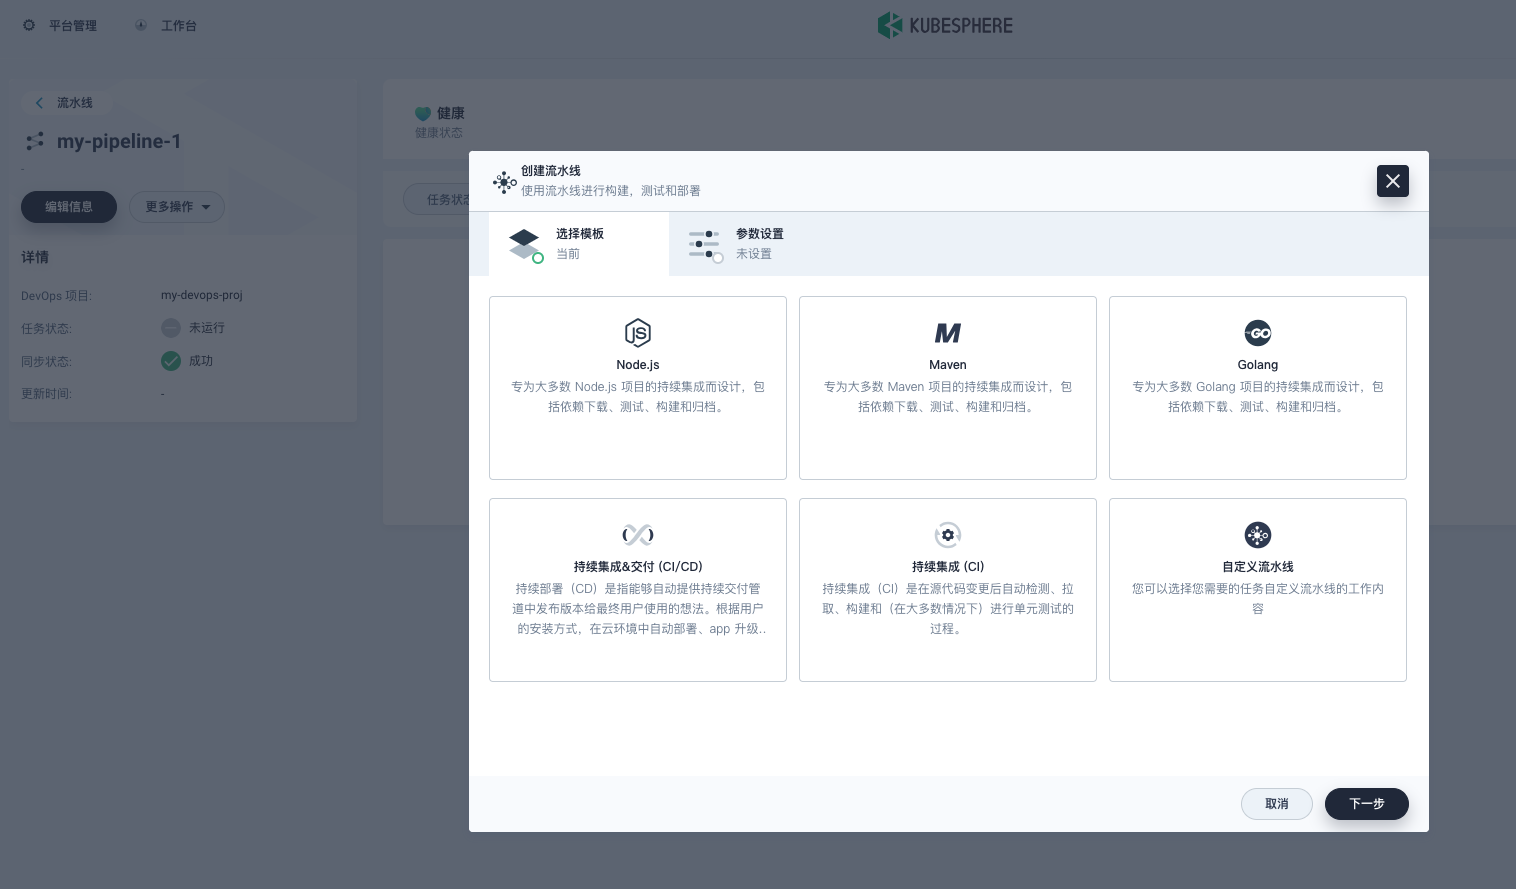 平台管理
工作台
KUBESPHERE
流水线
my-pipeline-1
-
编辑信息
更多操作
详情
DevOps 项目:
my-devops-proj
任务状态:
未运行
同步状态:
成功
更新时间:
-
健康
健康状态
任务状态
创建流水线
使用流水线进行构建，测试和部署
选择模板
当前
参数设置
未设置
Node.js
专为大多数 Node.js 项目的持续集成而设计，包
括依赖下载、测试、构建和归档。
Maven
专为大多数 Maven 项目的持续集成而设计，包
括依赖下载、测试、构建和归档。
GO
Golang
专为大多数 Golang 项目的持续集成而设计，包
括依赖下载、测试、构建和归档。
持续集成&交付 (CI/CD)
持续部署（CD）是指能够自动提供持续交付管
道中发布版本给最终用户使用的想法。根据用户
的安装方式，在云环境中自动部署、app 升级..
持续集成 (CI)
持续集成（CI）是在源代码变更后自动检测、拉
取、构建和（在大多数情况下）进行单元测试的
过程。
自定义流水线
您可以选择您需要的任务自定义流水线的工作内
容
取消
下一步